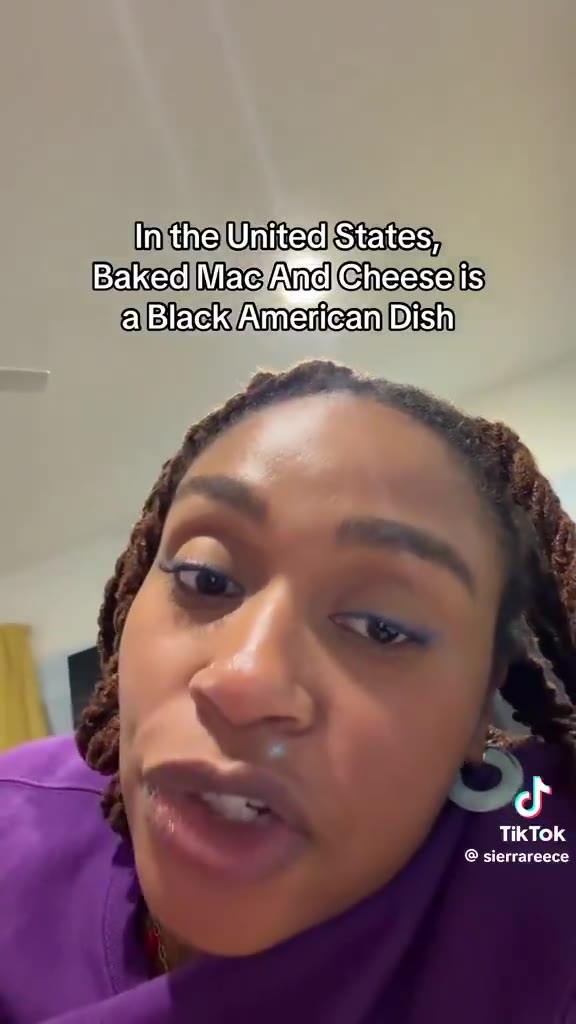 In the United States,
Baked Mac And Cheese is
a Black American Dish
TikTok
@ sierrareece